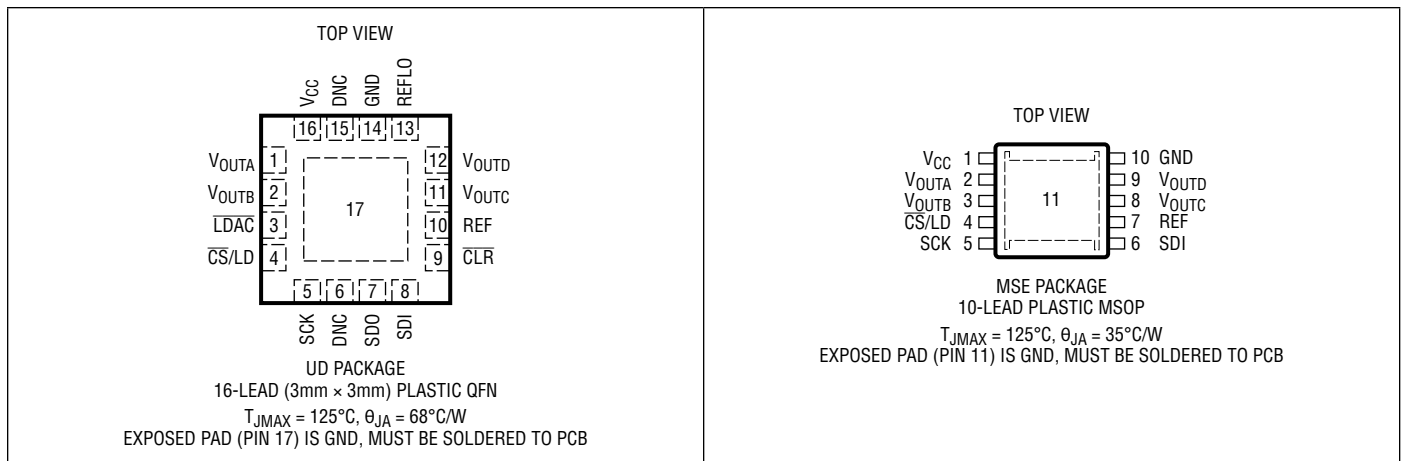 TOP VIEW
VCC DNC GND REFLO
16 15 14 13
VOUTA 1
VOUTB 2
L̅D̅A̅C̅ 3
C̅S̅/LD 4
17
12 VOUTD
11 VOUTC
10 REF
9 C̅L̅R̅
5 6 7 8
SCK DNC SDO SDI
UD PACKAGE
16-LEAD (3mm × 3mm) PLASTIC QFN
TJMAX = 125°C, θJA = 68°C/W
EXPOSED PAD (PIN 17) IS GND, MUST BE SOLDERED TO PCB
TOP VIEW
VCC 1
VOUTA 2
VOUTB 3
C̅S̅/LD 4
SCK 5
11
10 GND
9 VOUTD
8 VOUTC
7 REF
6 SDI
MSE PACKAGE
10-LEAD PLASTIC MSOP
TJMAX = 125°C, θJA = 35°C/W
EXPOSED PAD (PIN 11) IS GND, MUST BE SOLDERED TO PCB